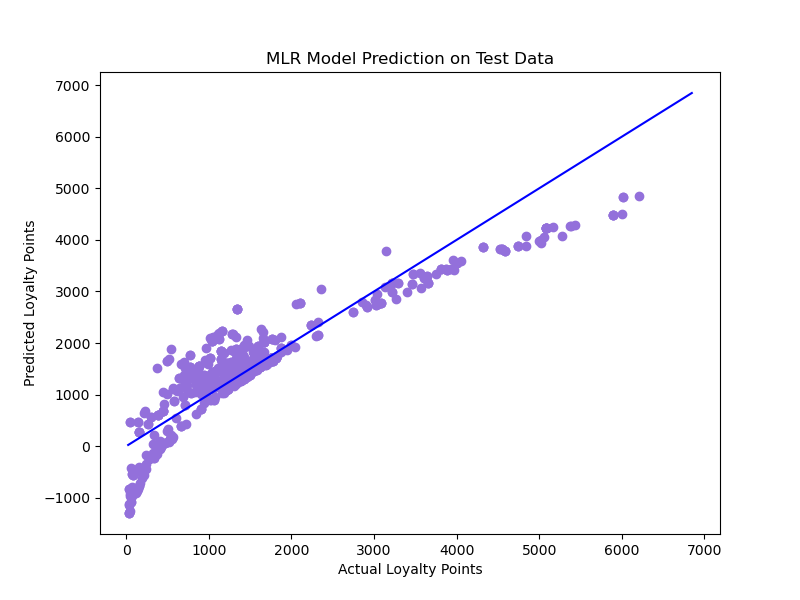 MLR Model Prediction on Test Data
7000
6000
5000
4000
3000
2000
1000
0
−1000
Predicted Loyalty Points
0 1000 2000 3000 4000 5000 6000 7000
Actual Loyalty Points